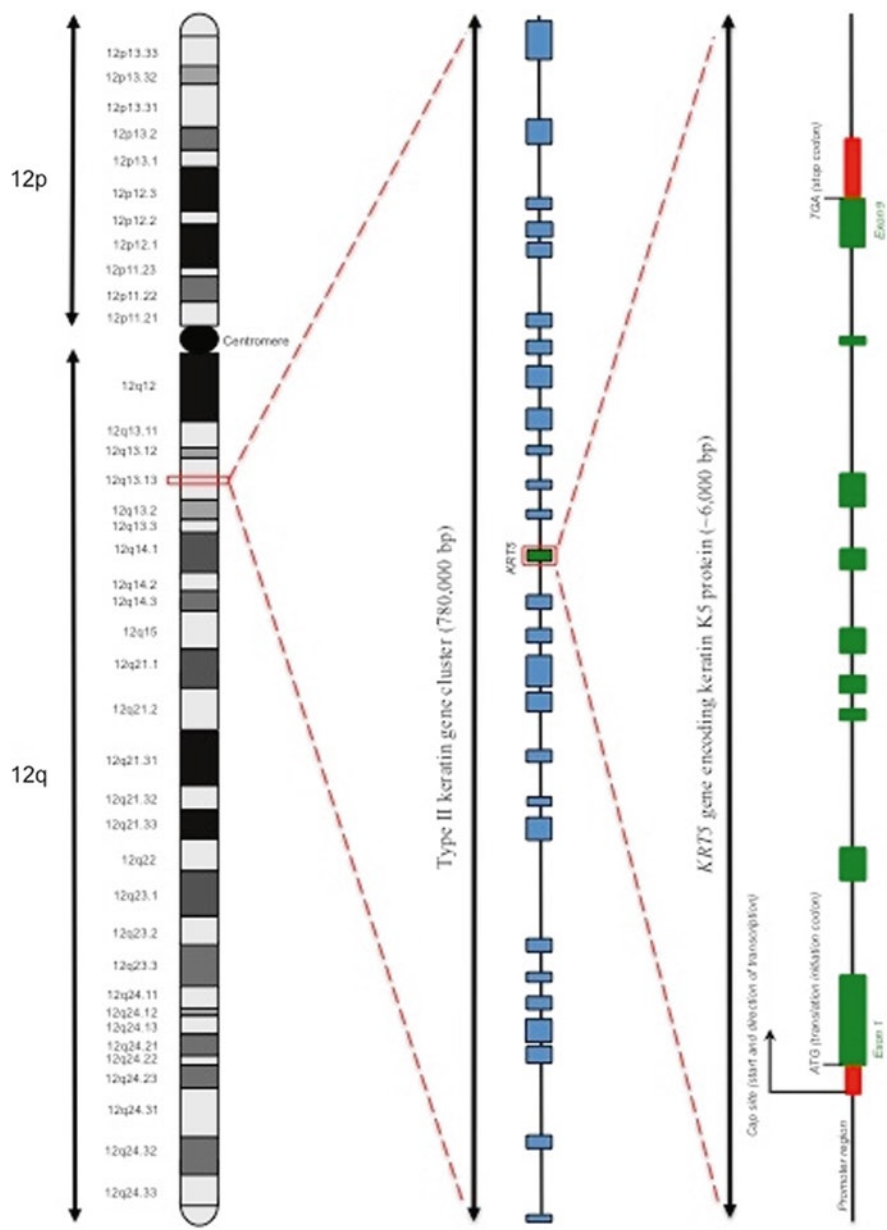 12p
12q
12p13.33
12p13.32
12p13.31
12p13.2
12p13.1
12p12.3
12p12.2
12p12.1
12p11.23
12p11.22
12p11.21
Centromere
12q12
12q13.11
12q13.12
12q13.13
12q13.2
12q13.3
12q14.1
12q14.2
12q14.3
12q15
12q21.1
12q21.2
12q21.31
12q21.32
12q21.33
12q22
12q23.1
12q23.2
12q23.3
12q24.11
12q24.12
12q24.13
12q24.21
12q24.22
12q24.23
12q24.31
12q24.32
12q24.33
Type II keratin gene cluster (780,000 bp)
KRT5
KRT5 gene encoding keratin K5 protein (~6,000 bp)
TGA (stop codon)
Exon 9
Cap site (start and direction of transcription)
ATG (translation initiation codon)
Exon 1
Promoter region